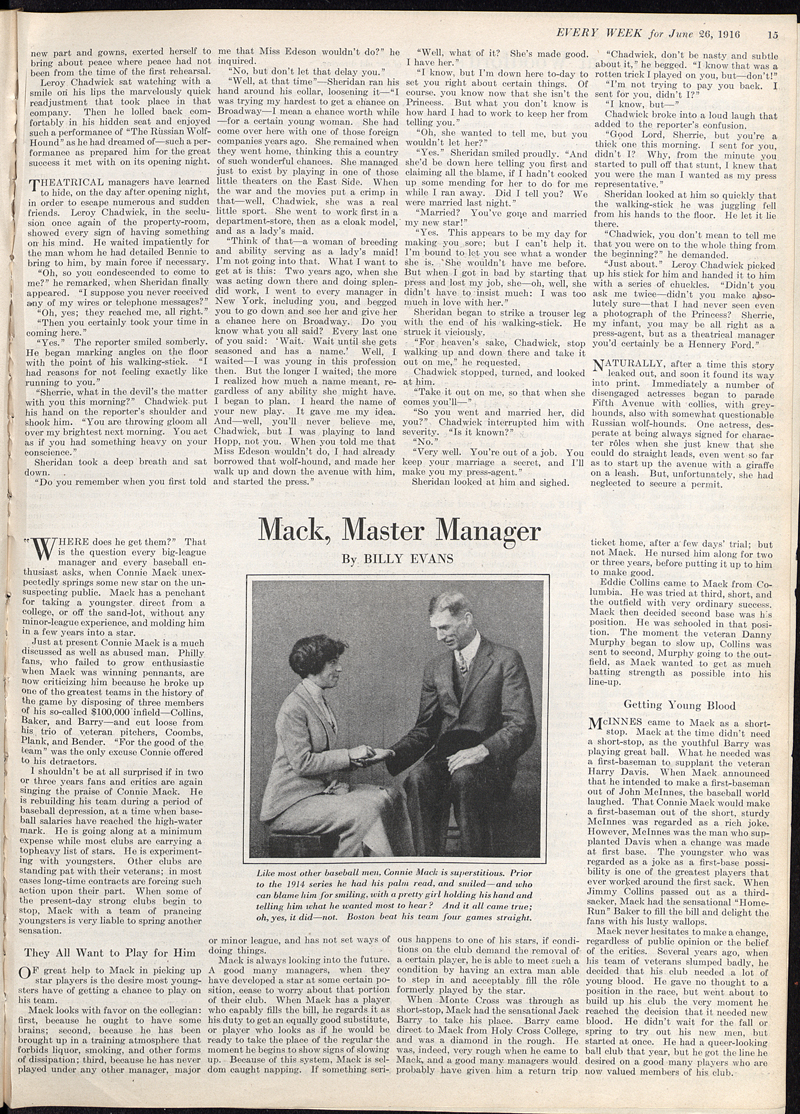 EVERY WEEK for June 26, 1916 15
new part and gowns, exerted herself to
bring about peace where peace had not
been from the time of the first rehearsal.
Leroy Chadwick sat watching with a
smile on his lips the marvelously quick
readjustment that took place in that
company. Then he lolled back com-
fortably in his hidden seat and enjoyed
such a performance of "The Russian Wolf-
Hound" as he had dreamed of—such a per-
formance as prepared him for the great
success it met with on its opening night.
THEATRICAL managers have learned
to hide, on the day after opening night,
in order to escape numerous and sudden
friends. Leroy Chadwick, in the seclu-
sion once again of the property-room,
showed every sign of having something
on his mind. He waited impatiently for
the man whom he had detailed Bennie to
bring to him, by main force if necessary.
"Oh, so you condescended to come to
me?" he remarked, when Sheridan finally
appeared. "I suppose you never received
any of my wires or telephone messages?"
"Oh, yes; they reached me, all right."
"Then you certainly took your time in
coming here."
"Yes." The reporter smiled somberly.
He began marking angles on the floor
with the point of his walking-stick. "I
had reasons for not feeling exactly like
running to you."
"Sherrie, what in the devil's the matter
with you this morning?" Chadwick put
his hand on the reporter's shoulder and
shook him. "You are throwing gloom all
over my brightest next morning. You act
as if you had something heavy on your
conscience."
Sheridan took a deep breath and sat
down.
"Do you remember when you first told
me that Miss Edeson wouldn't do?" he
inquired.
"No, but don't let that delay you."
"Well, at that time"—Sheridan ran his
hand around his collar, loosening it—"I
was trying my hardest to get a chance on
Broadway—I mean a chance worth while
—for a certain young woman. She had
come over here with one of those foreign
companies years ago. She remained when
they went home, thinking this a country
of such wonderful chances. She managed
just to exist by playing in one of those
little theaters on the East Side. When
the war and the movies put a crimp in
that—well, Chadwick, she was a real
little sport. She went to work first in a
department-store, then as a cloak model,
and as a lady's maid.
"Think of that—a woman of breeding
and ability serving as a lady's maid!
I'm not going into that. What I want to
get at is this: Two years ago, when she
was acting down there and doing splen-
did work, I went to every manager in
New York, including you, and begged
you to go down and see her and give her
a chance here on Broadway. Do you
know what you all said? Every last one
of you said: 'Wait. Wait until she gets
seasoned and has a name.' Well, I
waited—I was young in this profession
then. But the longer I waited, the more
I realized how much a name meant, re-
gardless of any ability she might have.
I began to plan. I heard the name of
your new play. It gave me my idea.
And—well, you'll never believe me,
Chadwick, but I was playing to hand
Hopp, not you. When you told me that
Miss Edeson wouldn't do, I had already
borrowed that wolf-hound, and made her
walk up and down the avenue with him,
and started the press."
"Well, what of it? She's made good.
I have her."
"I know, but I'm down here to-day to
set you right about certain things. Of
course, you know now that she isn't the
Princess. But what you don't know is
how hard I had to work to keep her from
telling you."
"Oh, she wanted to tell me, but you
wouldn't let her?"
"Yes." Sheridan smiled proudly. "And
she'd be down here telling you first and
claiming all the blame, if I hadn't cooked
up some mending for her to do for me
while I ran away. Did I tell you? We
were married last night."
"Married? You've gone and married
my new star!"
"Yes. This appears to be my day for
making you sore; but I can't help it.
I'm bound to let you see what a wonder
she is. She wouldn't have me before.
But when I got in bad by starting that
press and lost my job, she—oh, well, she
didn't have to insist much: I was too
much in love with her."
Sheridan began to strike a trouser leg
with the end of his walking-stick. He
struck it viciously.
"For heaven's sake, Chadwick, stop
walking up and down there and take it
out on me," he requested.
Chadwick stopped, turned, and looked
at him.
"Take it out on me, so that when she
comes you'll—"
"So you went and married her, did
you?" Chadwick interrupted him with
severity. "Is it known?"
"No."
"Very well. You're out of a job. You
keep your marriage a secret, and I'll
make you my press-agent."
Sheridan looked at him and sighed.
"Chadwick, don't be nasty and subtle
about it," he begged. "I know that was a
rotten trick I played on you, but—don't!"
"I'm not trying to pay you back. I
sent for you, didn't I?"
"I know, but—"
Chadwick broke into a loud laugh that
added to the reporter's confusion.
"Good Lord, Sherrie, but you're a
thick one this morning. I sent for you,
didn't I? Why, from the minute you
started to pull off that stunt, I knew that
you were the man I wanted as my press
representative."
Sheridan looked at him so quickly that
the walking-stick he was juggling fell
from his hands to the floor. He let it lie
there.
"Chadwick, you don't mean to tell me
that you were on to the whole thing from
the beginning?" he demanded.
"Just about." Leroy Chadwick picked
up his stick for him and handed it to him
with a series of chuckles. "Didn't you
ask me twice—didn't you make abso-
lutely sure—that I had never seen even
a photograph of the Princess? Sherrie,
my infant, you may be all right as a
press-agent, but as a theatrical manager
you'd certainly be a Hennery Ford."
NATURALLY, after a time this story
leaked out, and soon it found its way
into print. Immediately a number of
disengaged actresses began to parade
Fifth Avenue with collies, with grey-
hounds, also with somewhat questionable
Russian wolf-hounds. One actress, des-
perate at being always signed for charac-
ter rôles when she just knew that she
could do straight leads, even went so far
as to start up the avenue with a giraffe
on a leash. But, unfortunately, she had
neglected to secure a permit.
Mack, Master Manager
By BILLY EVANS
"WHERE does he get them?" That
is the question every big-league
manager and every baseball en-
thusiast asks, when Connie Mack unex-
pectedly springs some new star on the un-
suspecting public. Mack has a penchant
for taking a youngster direct from a
college, or off the sand-lot, without any
minor-league experience, and molding him
in a few years into a star.
Just at present Connie Mack is a much
discussed as well as abused man. Philly
fans, who failed to grow enthusiastic
when Mack was winning pennants, are
now criticizing him because he broke up
one of the greatest teams in the history of
the game by disposing of three members
of his so-called $100,000 infield—Collins,
Baker, and Barry—and cut loose from
his trio of veteran pitchers, Coombs,
Plank, and Bender. "For the good of the
team" was the only excuse Connie offered
to his detractors.
I shouldn't be at all surprised if in two
or three years fans and critics are again
singing the praise of Connie Mack. He
is rebuilding his team during a period of
baseball depression, at a time when base-
ball salaries have reached the high-water
mark. He is going along at a minimum
expense while most clubs are carrying a
topheavy list of stars. He is experiment-
ing with youngsters. Other clubs are
standing pat with their veterans; in most
cases long-time contracts are forcing such
action upon their part. When some of
the present-day strong clubs begin to
stop, Mack with a team of prancing
youngsters is very liable to spring another
sensation.
They All Want to Play for Him
OF great help to Mack in picking up
star players is the desire most young-
sters have of getting a chance to play on
his team.
Mack looks with favor on the collegian:
first, because he ought to have some
brains; second, because he has been
brought up in a training atmosphere that
forbids liquor, smoking, and other forms
of dissipation; third, because he has never
played under any other manager, major
Like most other baseball men, Connie Mack is superstitious. Prior
to the 1914 series he had his palm read, and smiled—and who
can blame him for smiling, with a pretty girl holding his hand and
telling him what he wanted most to hear? And it all came true;
oh, yes, it did—not. Boston beat his team four games straight.
or minor league, and has not set ways of
doing things.
Mack is always looking into the future.
A good many managers, when they
have developed a star at some certain po-
sition, cease to worry about that portion
of their club. When Mack has a player
who capably fills the bill, he regards it as
his duty to get an equally good substitute,
or player who looks as if he would be
ready to take the place of the regular the
moment he begins to show signs of slowing
up. Because of this system, Mack is sel-
dom caught napping. If something seri-
ous happens to one of his stars, if condi-
tions on the club demand the removal of
a certain player, he is able to meet such a
condition by having an extra man able
to step in and acceptably fill the rôle
formerly played by the star.
When Monte Cross was through as
short-stop, Mack had the sensational Jack
Barry to take his place. Barry came
direct to Mack from Holy Cross College,
and was a diamond in the rough. He
was, indeed, very rough when he came to
Mack, and a good many managers would
probably have given him a return trip
ticket home, after a few days' trial; but
not Mack. He nursed him along for two
or three years, before putting it up to him
to make good.
Eddie Collins came to Mack from Co-
lumbia. He was tried at third, short, and
the outfield with very ordinary success.
Mack then decided second base was his
position. He was schooled in that posi-
tion. The moment the veteran Danny
Murphy began to slow up, Collins was
sent to second, Murphy going to the out-
field, as Mack wanted to get as much
batting strength as possible into his
line-up.
Getting Young Blood
McINNES came to Mack as a short-
stop. Mack at the time didn't need
a short-stop, as the youthful Barry was
playing great ball. What he needed was
a first-baseman to supplant the veteran
Harry Davis. When Mack announced
that he intended to make a first-baseman
out of John McInnes, the baseball world
laughed. That Connie Mack would make
a first-baseman out of the short, sturdy
McInnes was regarded as a rich joke.
However, McInnes was the man who sup-
planted Davis when a change was made
at first base. The youngster who was
regarded as a joke as a first-base possi-
bility is one of the greatest players that
ever worked around the first sack. When
Jimmy Collins passed out as a third-
sacker, Mack had the sensational "Home-
Run" Baker to fill the bill and delight the
fans with his lusty wallops.
Mack never hesitates to make a change,
regardless of public opinion or the belief
of the critics. Several years ago, when
his team of veterans slumped badly, he
decided that his club needed a lot of
young blood. He gave no thought to a
position in the race, but went about to
build up his club the very moment he
reached the decision that it needed new
blood. He didn't wait for the fall or
spring to try out his new men, but
started at once. He had a queer-looking
ball club that year, but he got the line he
desired on a good many players who are
now valued members of his club.